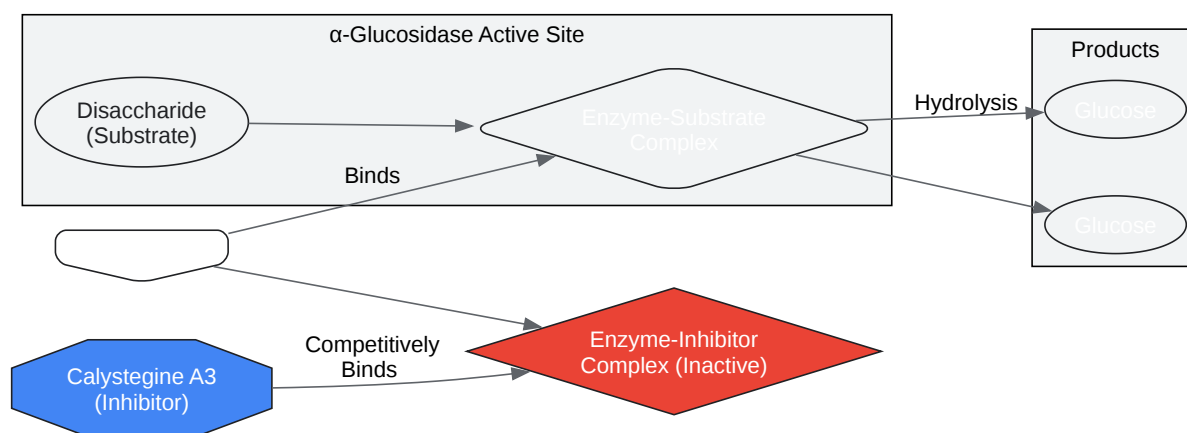 α-Glucosidase Active Site
Products
Disaccharide
(Substrate)
Enzyme-Substrate
Complex
Hydrolysis
Glucose
Binds
Glucose
Enzyme-Inhibitor
Complex (Inactive)
Competitively
Binds
Calystegine A3
(Inhibitor)